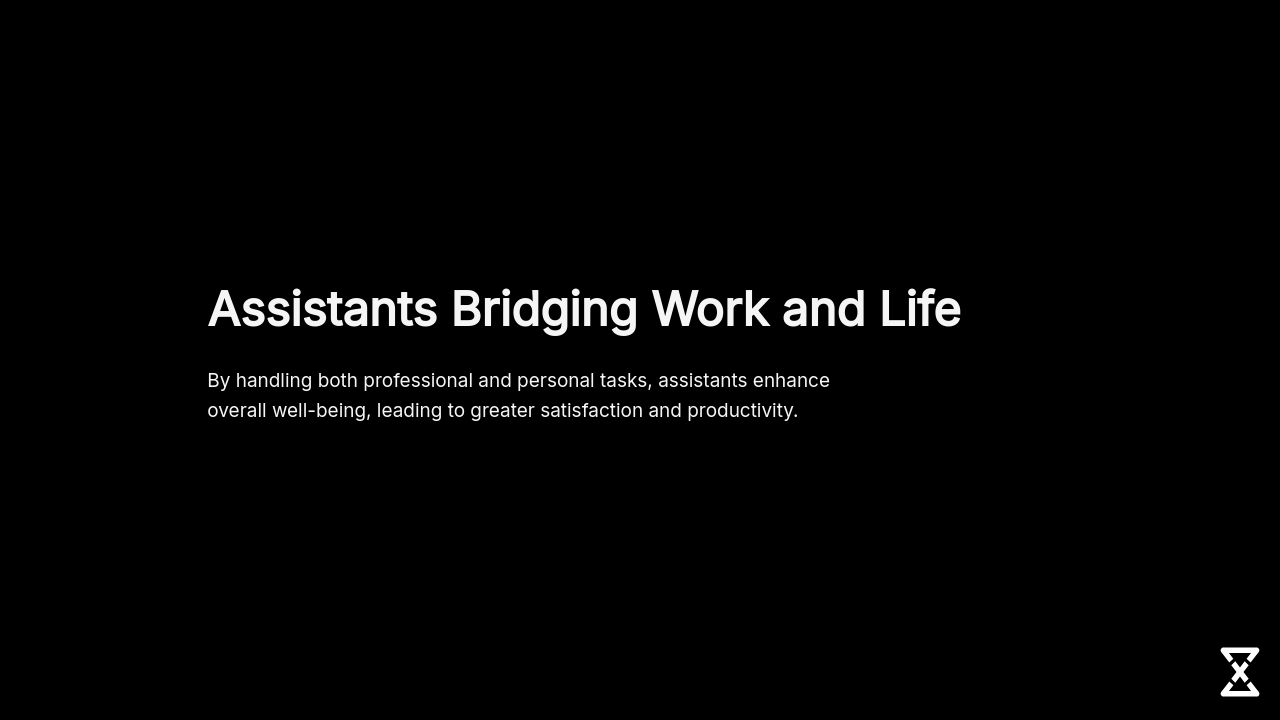 Assistants Bridging Work and Life
By handling both professional and personal tasks, assistants enhance
overall well-being, leading to greater satisfaction and productivity.